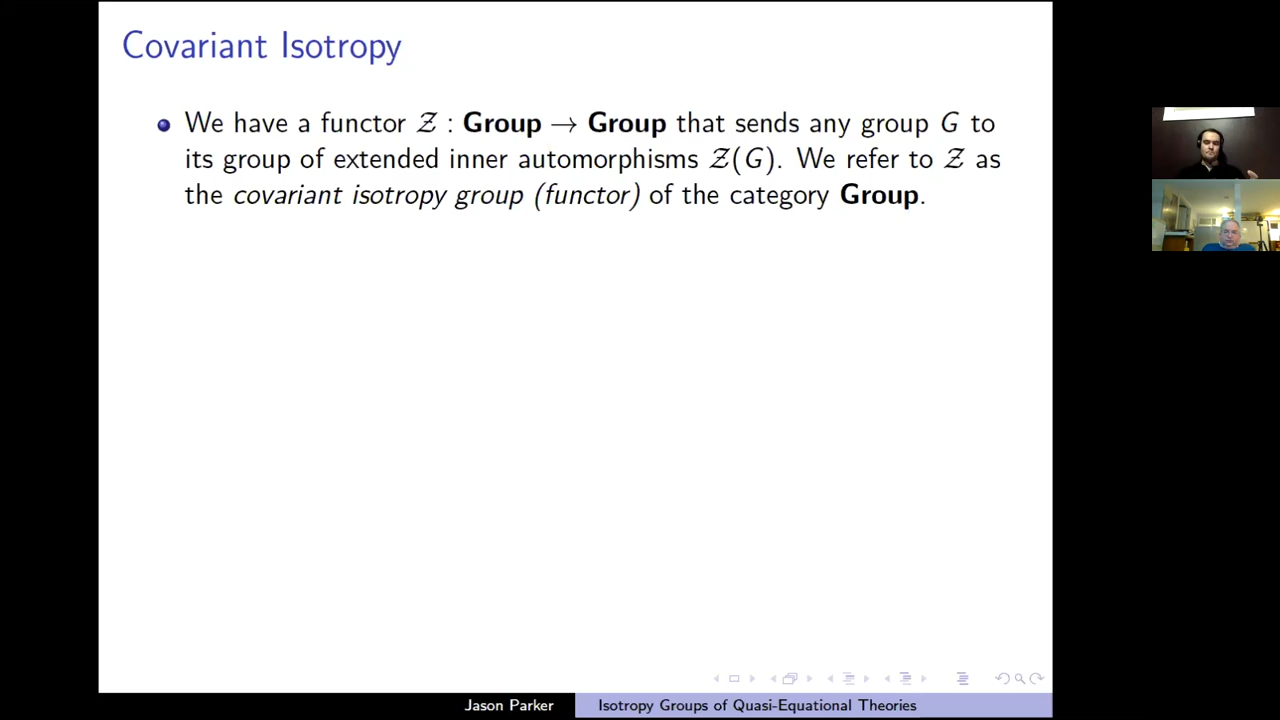 Covariant Isotropy
We have a functor 𝒵 : Group → Group that sends any group G to
its group of extended inner automorphisms 𝒵(G). We refer to 𝒵 as
the covariant isotropy group (functor) of the category Group.
Jason Parker
Isotropy Groups of Quasi-Equational Theories